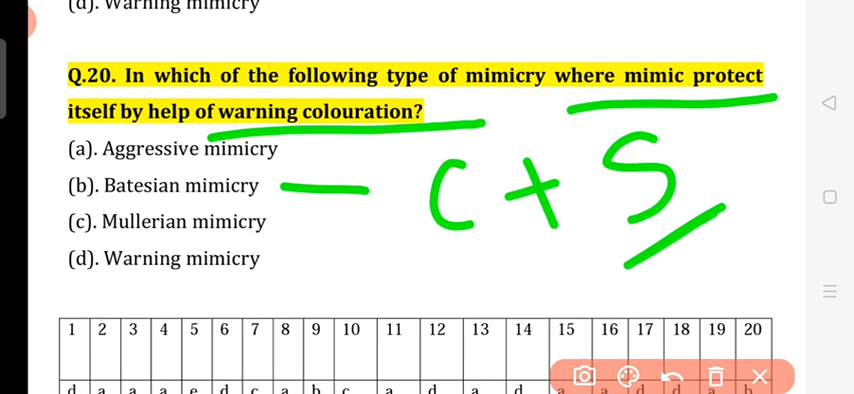 (d). Warning mimicry
Q.20. In which of the following type of mimicry where mimic protect
itself by help of warning colouration?
(a). Aggressive mimicry
(b). Batesian mimicry — C + S
(c). Mullerian mimicry
(d). Warning mimicry
1 2 3 4 5 6 7 8 9 10 11 12 13 14 15 16 17 18 19 20
d a a a e d c a b c a d a d a a d d a b